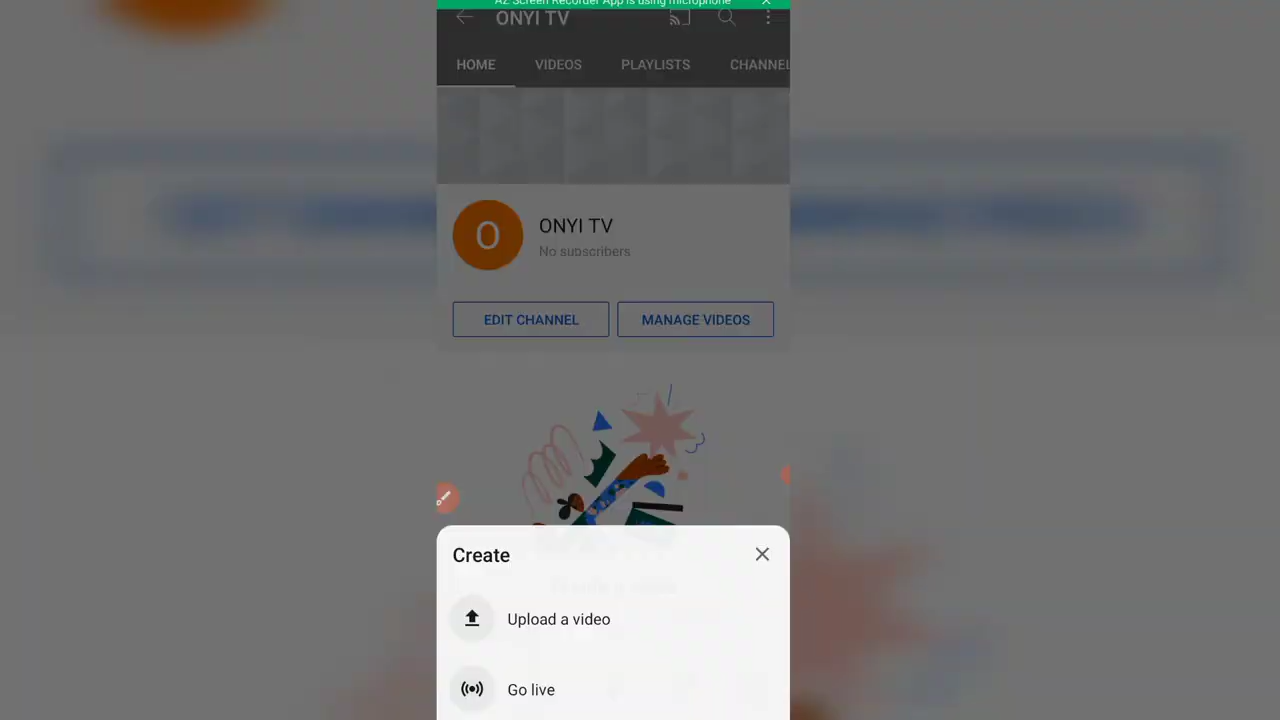 AZ Screen Recorder App is using microphone
ONYI TV
HOME VIDEOS PLAYLISTS CHANNEL
O
ONYI TV
No subscribers
EDIT CHANNEL MANAGE VIDEOS
Create
Upload a video
Go live